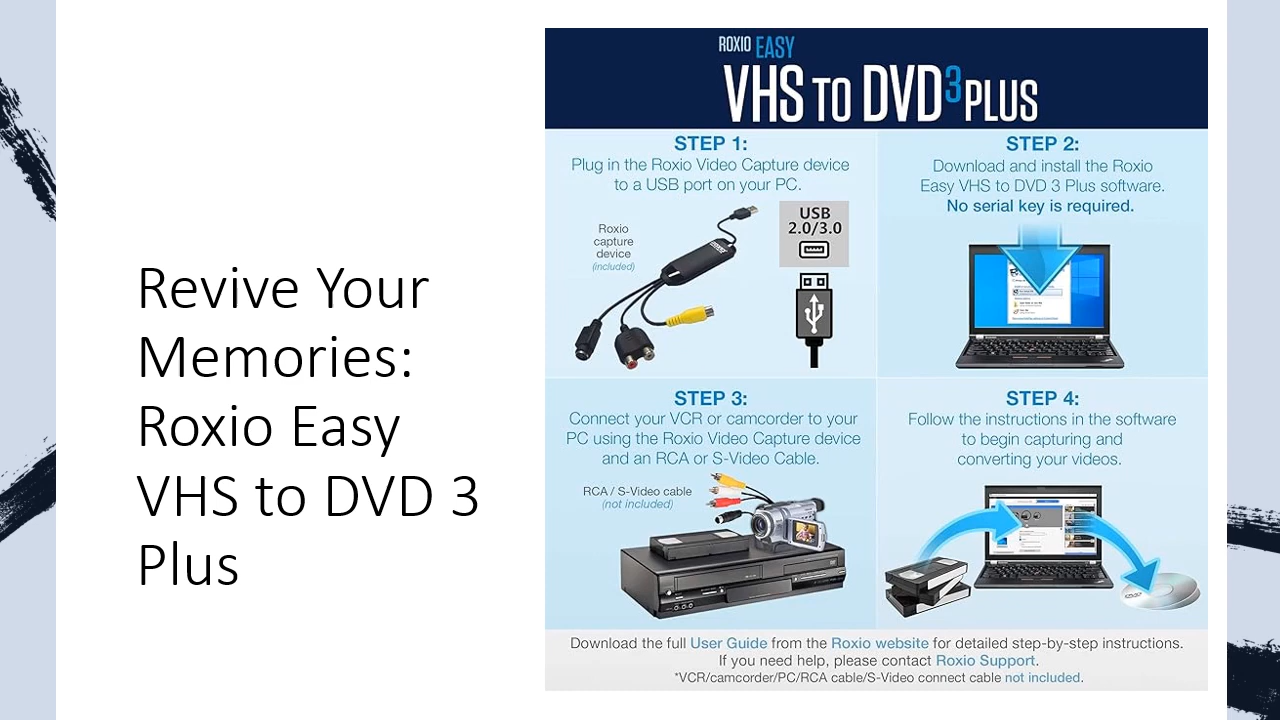 Revive Your
Memories:
Roxio Easy
VHS to DVD 3
Plus
ROXIO EASY
VHS TO DVD 3 PLUS
STEP 1:
Plug in the Roxio Video Capture device
to a USB port on your PC.
Roxio
capture
device
(included)
USB
2.0/3.0
STEP 2:
Download and install the Roxio
Easy VHS to DVD 3 Plus software.
No serial key is required.
STEP 3:
Connect your VCR or camcorder to your
PC using the Roxio Video Capture device
and an RCA or S-Video Cable.
RCA / S-Video cable
(not included)
STEP 4:
Follow the instructions in the software
to begin capturing and
converting your videos.
Download the full User Guide from the Roxio website for detailed step-by-step instructions.
If you need help, please contact Roxio Support.
*VCR/camcorder/PC/RCA cable/S-Video connect cable not included.